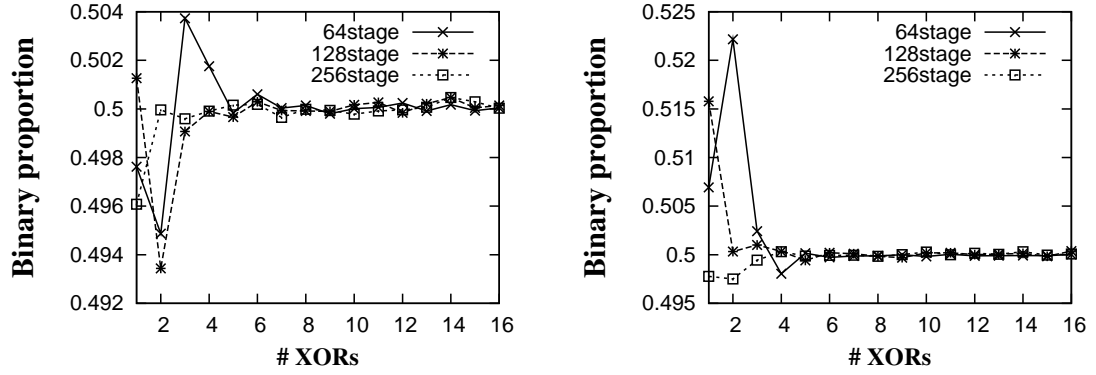 Binary proportion
0.504
0.502
0.5
0.498
0.496
0.494
0.492
64stage
128stage
256stage
2 4 6 8 10 12 14 16
# XORs
Binary proportion
0.525
0.52
0.515
0.51
0.505
0.5
0.495
64stage
128stage
256stage
2 4 6 8 10 12 14 16
# XORs